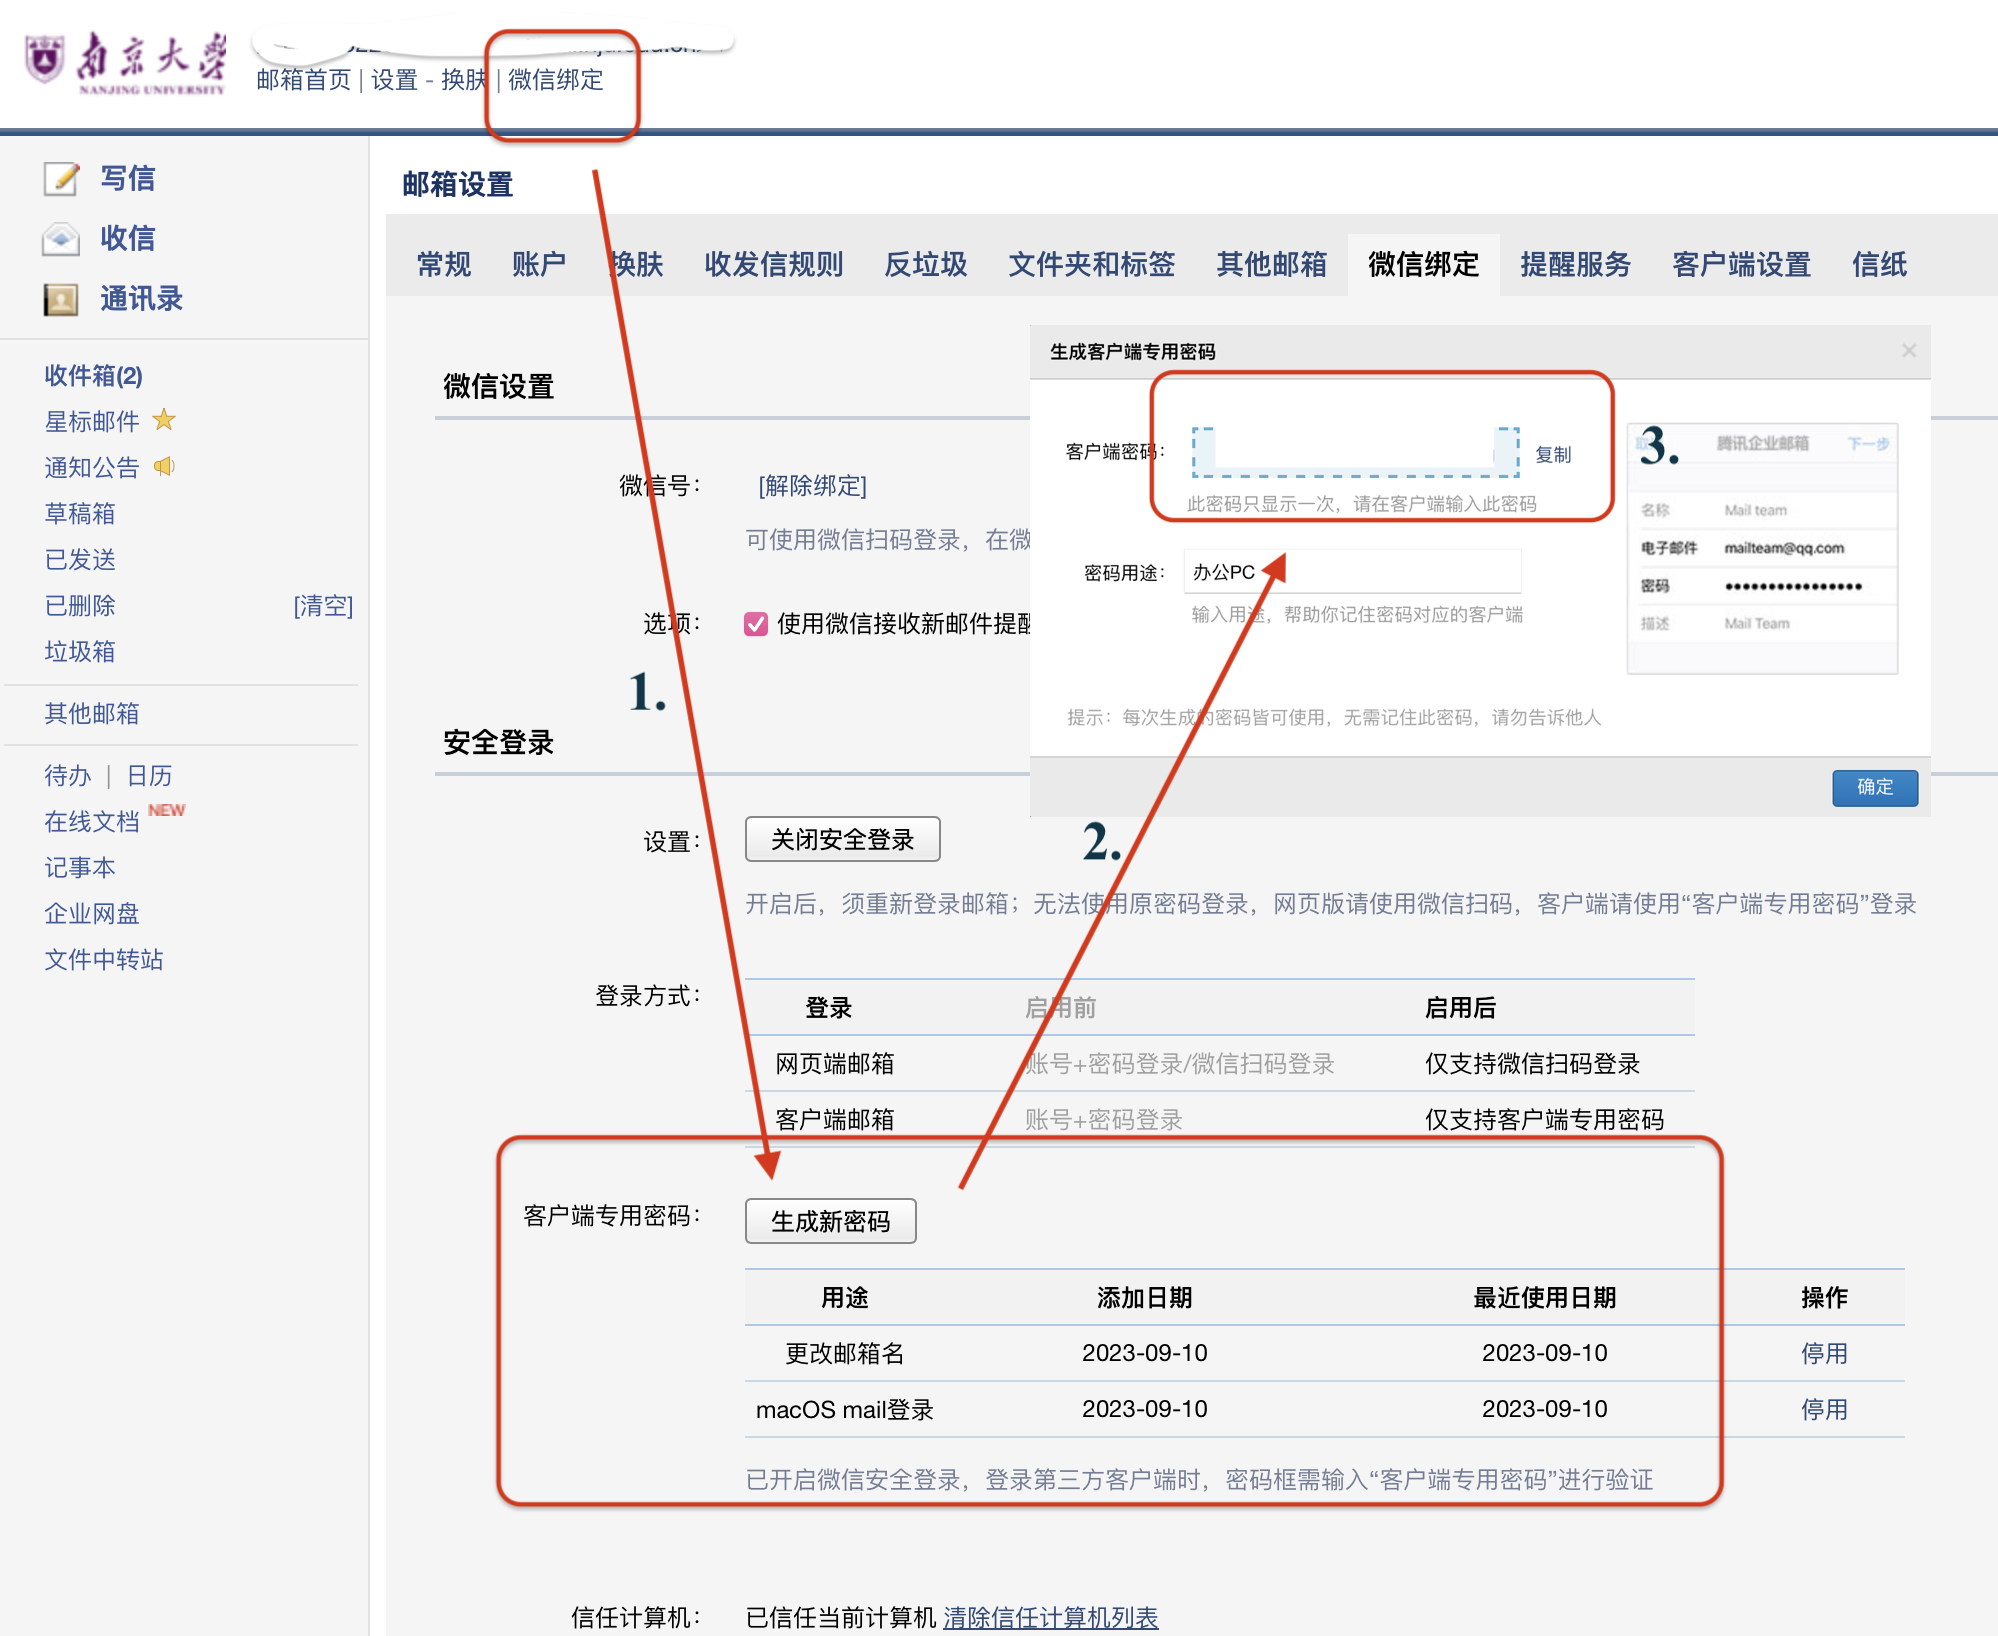 南京大学
NANJING UNIVERSITY
邮箱首页 | 设置 - 换肤 | 微信绑定
写信
收信
通讯录
收件箱(2)
星标邮件
通知公告
草稿箱
已发送
已删除 [清空]
垃圾箱
其他邮箱
待办 | 日历
在线文档 NEW
记事本
企业网盘
文件中转站
邮箱设置
常规 账户 换肤 收发信规则 反垃圾 文件夹和标签 其他邮箱 微信绑定 提醒服务 客户端设置 信纸
微信设置
微信号： [解除绑定]
可使用微信扫码登录，在微
选项： 使用微信接收新邮件提醒
1.
生成客户端专用密码 ×
客户端密码： 复制
此密码只显示一次，请在客户端输入此密码
密码用途： 办公PC
输入用途，帮助你记住密码对应的客户端
3.
腾讯企业邮箱 下一步
名称 Mail team
电子邮件 mailteam@qq.com
密码 ●●●●●●●●●●●●●●●●
描述 Mail Team
提示：每次生成的密码皆可使用，无需记住此密码，请勿告诉他人
确定
2.
安全登录
设置： 关闭安全登录
开启后，须重新登录邮箱；无法使用原密码登录，网页版请使用微信扫码，客户端请使用“客户端专用密码”登录
登录方式： 登录 启用前 启用后
网页端邮箱 账号+密码登录/微信扫码登录 仅支持微信扫码登录
客户端邮箱 账号+密码登录 仅支持客户端专用密码
客户端专用密码： 生成新密码
用途 添加日期 最近使用日期 操作
更改邮箱名 2023-09-10 2023-09-10 停用
macOS mail登录 2023-09-10 2023-09-10 停用
已开启微信安全登录，登录第三方客户端时，密码框需输入“客户端专用密码”进行验证
信任计算机： 已信任当前计算机 清除信任计算机列表